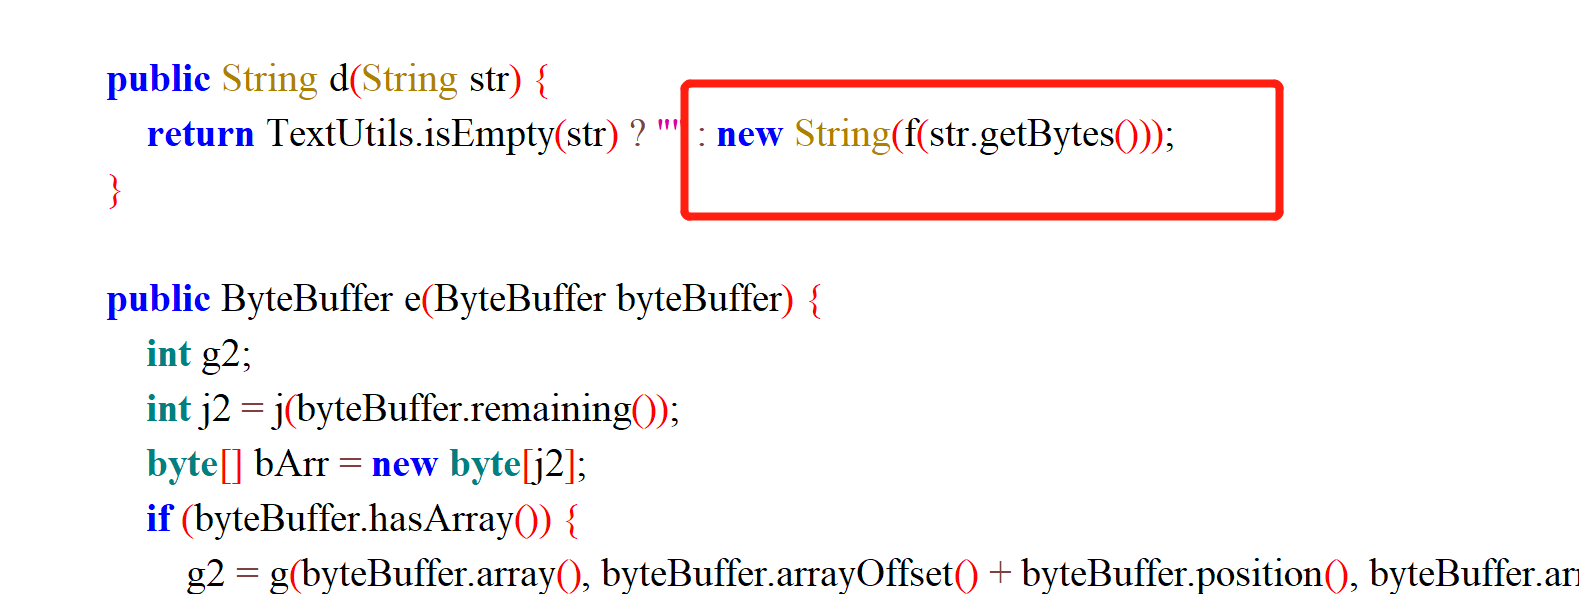 public String d(String str) {
return TextUtils.isEmpty(str) ? "" : new String(f(str.getBytes()));
}
public ByteBuffer e(ByteBuffer byteBuffer) {
int g2;
int j2 = j(byteBuffer.remaining());
byte[] bArr = new byte[j2];
if (byteBuffer.hasArray()) {
g2 = g(byteBuffer.array(), byteBuffer.arrayOffset() + byteBuffer.position(), byteBuffer.arr